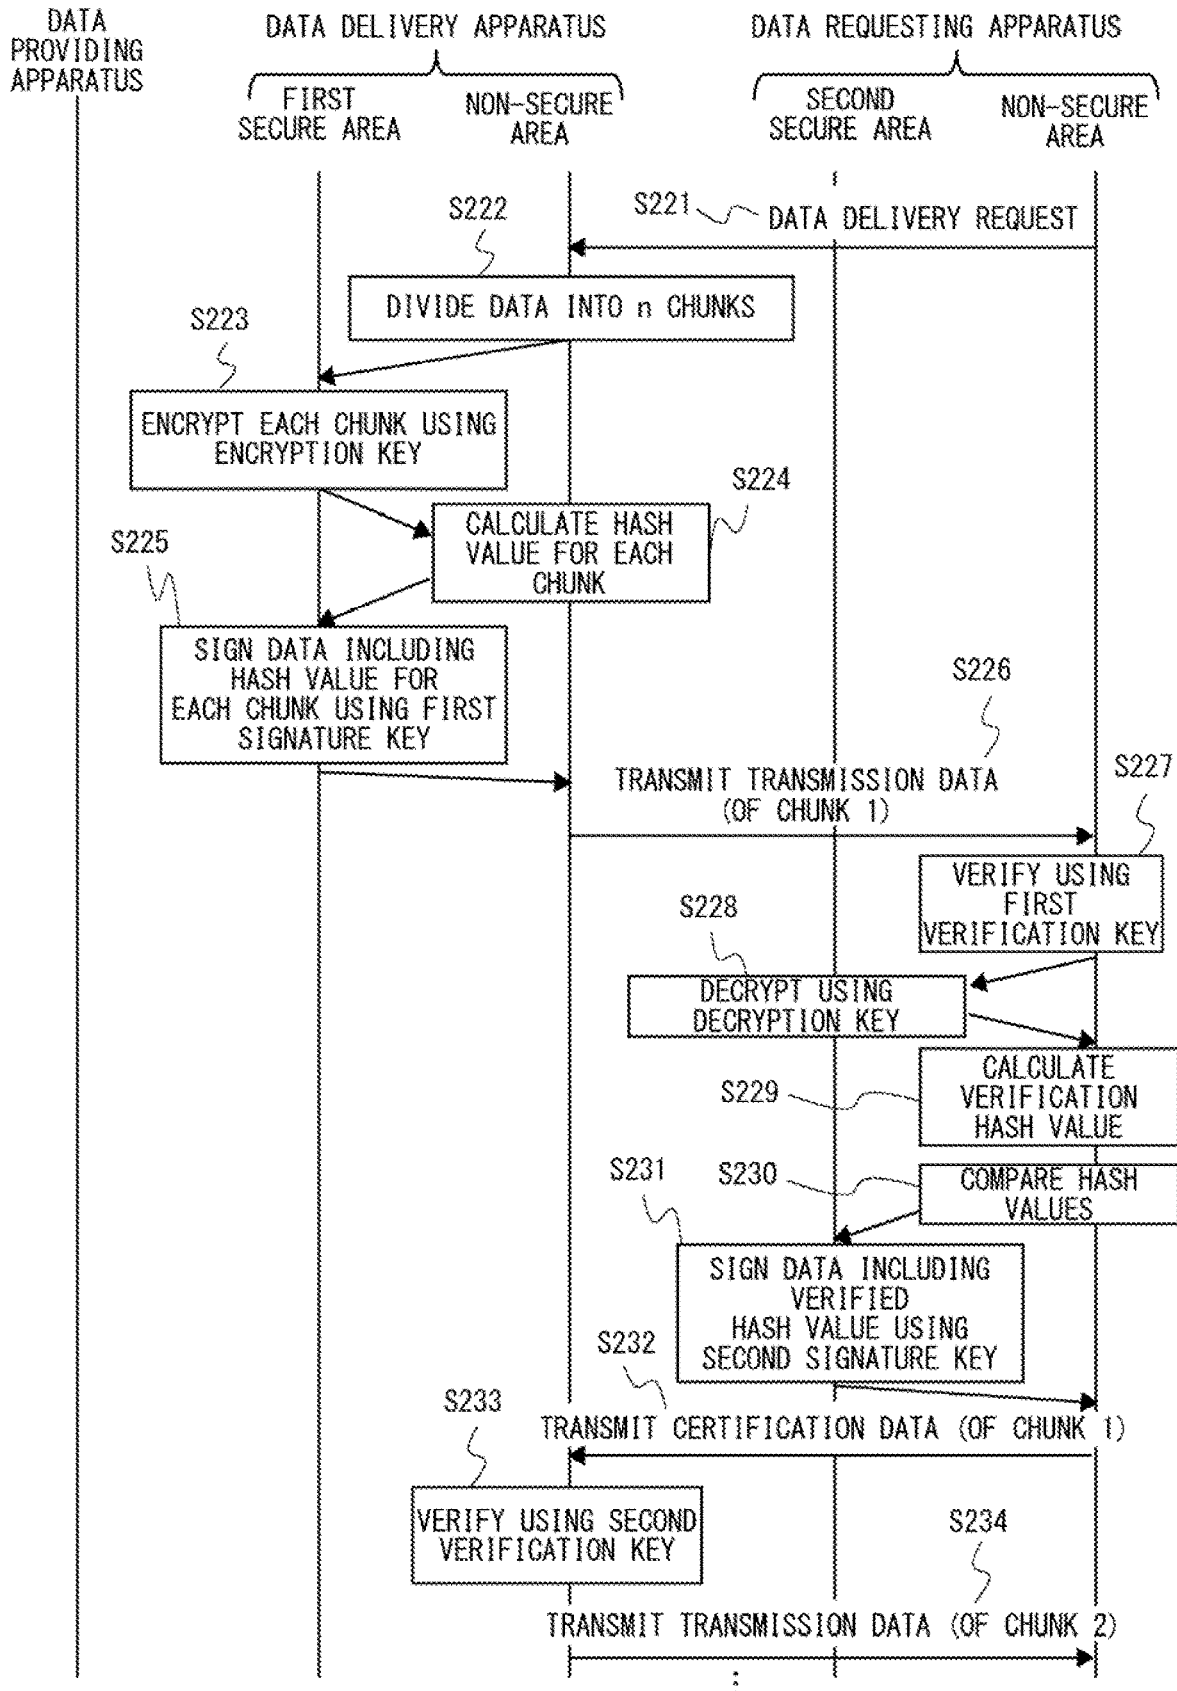 DATA
PROVIDING
APPARATUS
DATA DELIVERY APPARATUS
DATA REQUESTING APPARATUS
FIRST
SECURE AREA
NON-SECURE
AREA
SECOND
SECURE AREA
NON-SECURE
AREA
S221
DATA DELIVERY REQUEST
S222
DIVIDE DATA INTO n CHUNKS
S223
ENCRYPT EACH CHUNK USING
ENCRYPTION KEY
S224
CALCULATE HASH
VALUE FOR EACH
CHUNK
S225
SIGN DATA INCLUDING
HASH VALUE FOR
EACH CHUNK USING FIRST
SIGNATURE KEY
S226
TRANSMIT TRANSMISSION DATA
(OF CHUNK 1)
S227
VERIFY USING
FIRST
VERIFICATION KEY
S228
DECRYPT USING
DECRYPTION KEY
S229
CALCULATE
VERIFICATION
HASH VALUE
S230
COMPARE HASH
VALUES
S231
SIGN DATA INCLUDING
VERIFIED
HASH VALUE USING
SECOND SIGNATURE KEY
S232
TRANSMIT CERTIFICATION DATA (OF CHUNK 1)
S233
VERIFY USING SECOND
VERIFICATION KEY
S234
TRANSMIT TRANSMISSION DATA (OF CHUNK 2)
: